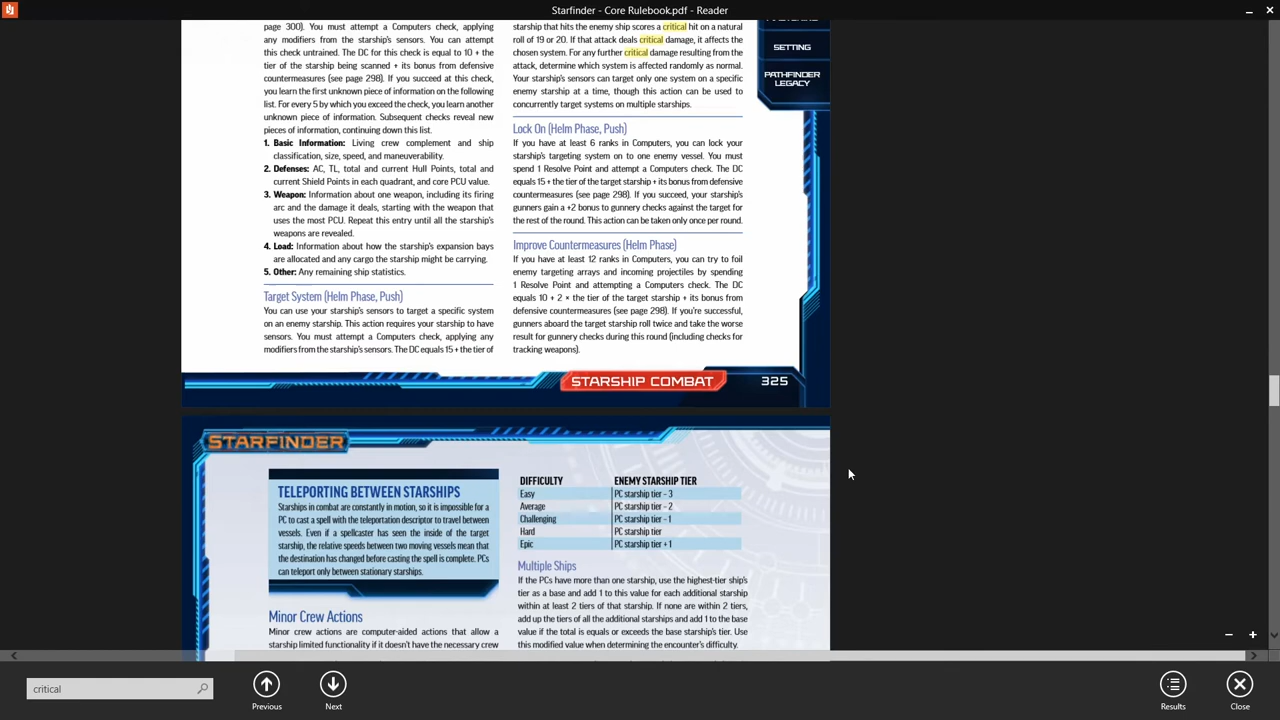 Starfinder - Core Rulebook.pdf - Reader
page 300). You must attempt a Computers check, applying
any modifiers from the starship's sensors. You can attempt
this check untrained. The DC for this check is equal to 10 + the
tier of the starship being scanned + its bonus from defensive
countermeasures (see page 298). If you succeed at this check,
you learn the first unknown piece of information on the following
list. For every 5 by which you exceed the check, you learn another
unknown piece of information. Subsequent checks reveal new
pieces of information, continuing down this list.
1. Basic Information: Living crew complement and ship
classification, size, speed, and maneuverability.
2. Defenses: AC, TL, total and current Hull Points, total and
current Shield Points in each quadrant, and core PCU value.
3. Weapon: Information about one weapon, including its firing
arc and the damage it deals, starting with the weapon that
uses the most PCU. Repeat this entry until all the starship's
weapons are revealed.
4. Load: Information about how the starship's expansion bays
are allocated and any cargo the starship might be carrying.
5. Other: Any remaining ship statistics.
Target System (Helm Phase, Push)
You can use your starship's sensors to target a specific system
on an enemy starship. This action requires your starship to have
sensors. You must attempt a Computers check, applying any
modifiers from the starship's sensors. The DC equals 15 + the tier of
starship that hits the enemy ship scores a critical hit on a natural
roll of 19 or 20. If that attack deals critical damage, it affects the
chosen system. For any further critical damage resulting from the
attack, determine which system is affected randomly as normal.
Your starship's sensors can target only one system on a specific
enemy starship at a time, though this action can be used to
concurrently target systems on multiple starships.
Lock On (Helm Phase, Push)
If you have at least 6 ranks in Computers, you can lock your
starship's targeting system on to one enemy vessel. You must
spend 1 Resolve Point and attempt a Computers check. The DC
equals 15 + the tier of the target starship + its bonus from defensive
countermeasures (see page 298). If you succeed, your starship's
gunners gain a +2 bonus to gunnery checks against the target for
the rest of the round. This action can be taken only once per round.
Improve Countermeasures (Helm Phase)
If you have at least 12 ranks in Computers, you can try to foil
enemy targeting arrays and incoming projectiles by spending
1 Resolve Point and attempting a Computers check. The DC
equals 10 + 2 × the tier of the target starship + its bonus from
defensive countermeasures (see page 298). If you're successful,
gunners aboard the target starship roll twice and take the worse
result for gunnery checks during this round (including checks for
tracking weapons).
SETTING
PATHFINDER
LEGACY
STARSHIP COMBAT
325
STARFINDER
TELEPORTING BETWEEN STARSHIPS
Starships in combat are constantly in motion, so it is impossible for a
PC to cast a spell with the teleportation descriptor to travel between
vessels. Even if a spellcaster has seen the inside of the target
starship, the relative speeds between two moving vessels mean that
the destination has changed before casting the spell is complete. PCs
can teleport only between stationary starships.
Minor Crew Actions
Minor crew actions are computer-aided actions that allow a
starship limited functionality if it doesn't have the necessary crew
DIFFICULTY ENEMY STARSHIP TIER
Easy PC starship tier – 3
Average PC starship tier – 2
Challenging PC starship tier – 1
Hard PC starship tier
Epic PC starship tier + 1
Multiple Ships
If the PCs have more than one starship, use the highest-tier ship's
tier as a base and add 1 to this value for each additional starship
within at least 2 tiers of that starship. If none are within 2 tiers,
add up the tiers of all the additional starships and add 1 to the base
value if the total is equals or exceeds the base starship's tier. Use
this modified value when determining the encounter's difficulty.
critical
Previous
Next
Results
Close